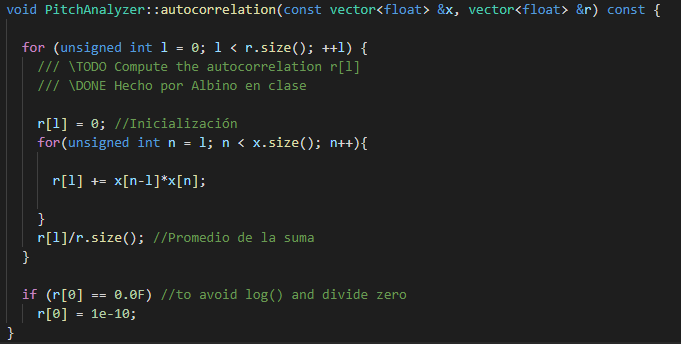 void PitchAnalyzer::autocorrelation(const vector<float> &x, vector<float> &r) const {
for (unsigned int l = 0; l < r.size(); ++l) {
/// \TODO Compute the autocorrelation r[l]
/// \DONE Hecho por Albino en clase
r[l] = 0; //Inicialización
for(unsigned int n = l; n < x.size(); n++){
r[l] += x[n-l]*x[n];
}
r[l]/r.size(); //Promedio de la suma
}
if (r[0] == 0.0F) //to avoid log() and divide zero
r[0] = 1e-10;
}